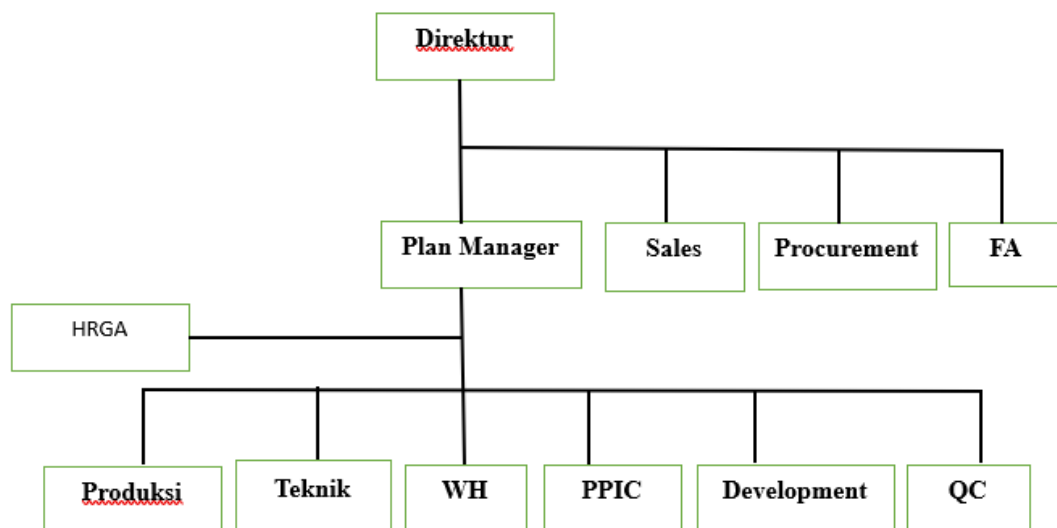 Direktur
Plan Manager
Sales
Procurement
FA
HRGA
Produksi
Teknik
WH
PPIC
Development
QC